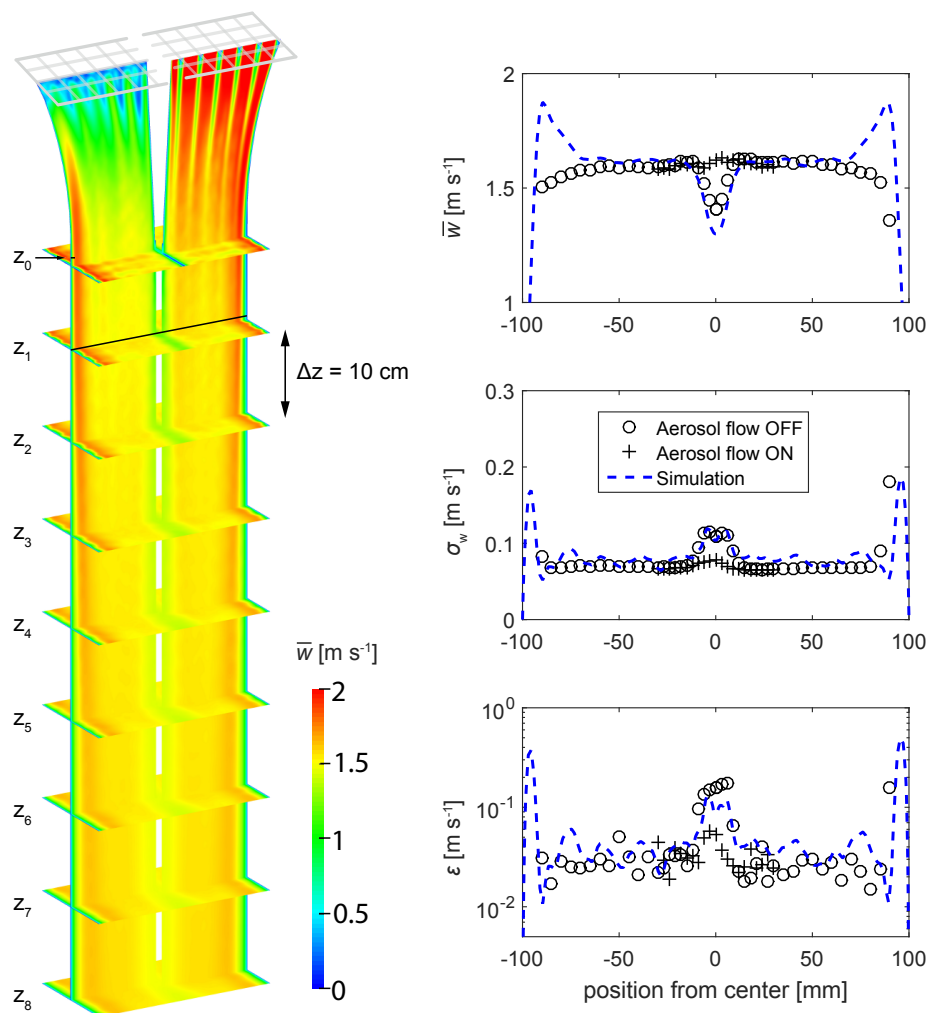 z0
z1
z2
z3
z4
z5
z6
z7
z8
Δz = 10 cm
w̅ [m s-1]
2
1.5
1
0.5
0
w̅ [m s-1]
2
1.5
1
-100 -50 0 50 100
σw [m s-1]
0.3
0.2
0.1
0
Aerosol flow OFF
Aerosol flow ON
Simulation
-100 -50 0 50 100
ε [m s-1]
10^0
10^-1
10^-2
-100 -50 0 50 100
position from center [mm]